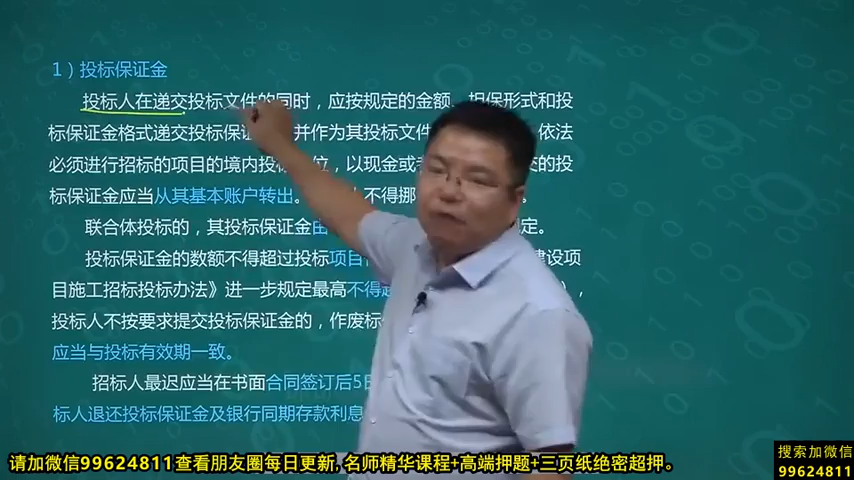 1）投标保证金
投标人在递交投标文件的同时，应按规定的金额、担保形式和投
标保证金格式递交投标保证 并作为其投标文件 依法
必须进行招标的项目的境内投标 位，以现金或 交的投
标保证金应当从其基本账户转出。 人不得挪 。
联合体投标的，其投标保证金由 规定。
投标保证金的数额不得超过投标项目 建设项
目施工招标投标办法》进一步规定最高不得超 ），
投标人不按要求提交投标保证金的，作废标
应当与投标有效期一致。
招标人最迟应当在书面合同签订后5日
标人退还投标保证金及银行同期存款利息
请加微信99624811查看朋友圈每日更新,名师精华课程+高端押题+三页纸绝密超押。
搜索加微信
99624811